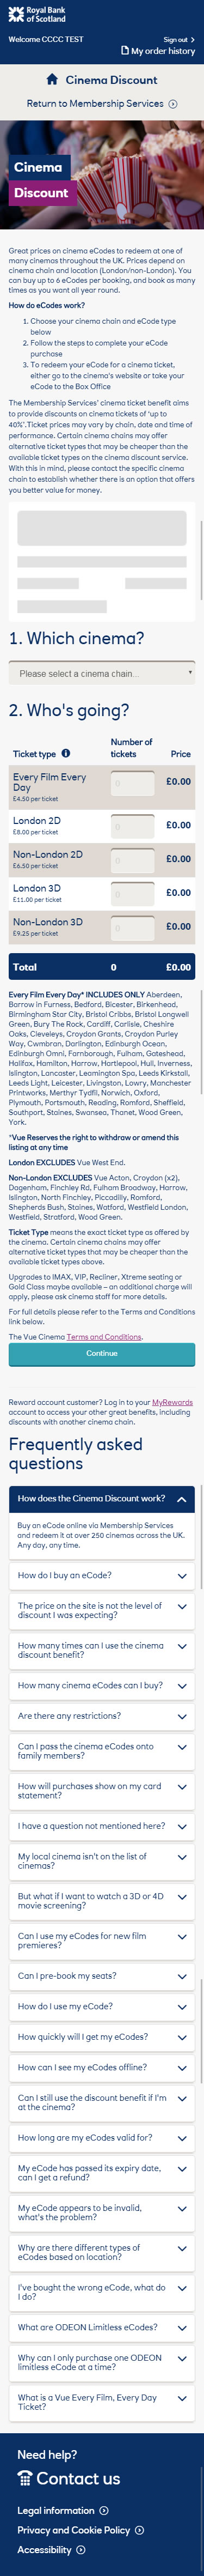 Royal Bank
of Scotland
Welcome CCCC TEST
Sign out
My order history
Cinema Discount
Return to Membership Services
Cinema
Discount
Great prices on cinema eCodes to redeem at one of
many cinemas throughout the UK. Prices depend on
cinema chain and location (London/non-London). You
can buy up to 6 eCodes per booking, and book as many
times as you want all year round.
How do eCodes work?
1. Choose your cinema chain and eCode type
below
2. Follow the steps to complete your eCode
purchase
3. To redeem your eCode for a cinema ticket,
either go to the cinema's website or take your
eCode to the Box Office
The Membership Services' cinema ticket benefit aims
to provide discounts on cinema tickets of 'up to
40%'.Ticket prices may vary by chain, date and time of
performance. Certain cinema chains may offer
alternative ticket types that may be cheaper than the
available ticket types on the cinema discount service.
With this in mind, please contact the specific cinema
chain to establish whether there is an option that offers
you better value for money.
1. Which cinema?
Please select a cinema chain...
2. Who's going?
Ticket type
Number of
tickets
Price
Every Film Every
Day
£4.50 per ticket
0
£0.00
London 2D
£8.00 per ticket
0
£0.00
Non-London 2D
£6.50 per ticket
0
£0.00
London 3D
£11.00 per ticket
0
£0.00
Non-London 3D
£9.25 per ticket
0
£0.00
Total 0 £0.00
Every Film Every Day* INCLUDES ONLY Aberdeen,
Barrow in Furness, Bedford, Bicester, Birkenhead,
Birmingham Star City, Bristol Cribbs, Bristol Longwell
Green, Bury The Rock, Cardiff, Carlisle, Cheshire
Oaks, Cleveleys, Croydon Grants, Croydon Purley
Way, Cwmbran, Darlington, Edinburgh Ocean,
Edinburgh Omni, Farnborough, Fulham, Gateshead,
Halifax, Hamilton, Harrow, Hartlepool, Hull, Inverness,
Islington, Lancaster, Leamington Spa, Leeds Kirkstall,
Leeds Light, Leicester, Livingston, Lowry, Manchester
Printworks, Merthyr Tydfil, Norwich, Oxford,
Plymouth, Portsmouth, Reading, Romford, Sheffield,
Southport, Staines, Swansea, Thanet, Wood Green,
York.
*Vue Reserves the right to withdraw or amend this
listing at any time
London EXCLUDES Vue West End.
Non-London EXCLUDES Vue Acton, Croydon (x2),
Dagenham, Finchley Rd, Fulham Broadway, Harrow,
Islington, North Finchley, Piccadilly, Romford,
Shepherds Bush, Staines, Watford, Westfield London,
Westfield, Stratford, Wood Green.
Ticket Type means the exact ticket type as offered by
the cinema. Certain cinema chains may offer
alternative ticket types that may be cheaper than the
available ticket types above.
Upgrades to IMAX, VIP, Recliner, Xtreme seating or
Gold Class maybe available – an additional charge will
apply, please ask cinema staff for more details.
For full details please refer to the Terms and Conditions
link below.
The Vue Cinema Terms and Conditions.
Continue
Reward account customer? Log in to your MyRewards
account to access your other great benefits, including
discounts with another cinema chain.
Frequently asked
questions
How does the Cinema Discount work?
Buy an eCode online via Membership Services
and redeem it at over 250 cinemas across the UK.
Any day, any time.
How do I buy an eCode?
The price on the site is not the level of
discount I was expecting?
How many times can I use the cinema
discount benefit?
How many cinema eCodes can I buy?
Are there any restrictions?
Can I pass the cinema eCodes onto
family members?
How will purchases show on my card
statement?
I have a question not mentioned here?
My local cinema isn't on the list of
cinemas?
But what if I want to watch a 3D or 4D
movie screening?
Can I use my eCodes for new film
premieres?
Can I pre-book my seats?
How do I use my eCode?
How quickly will I get my eCodes?
How can I see my eCodes offline?
Can I still use the discount benefit if I'm
at the cinema?
How long are my eCodes valid for?
My eCode has passed its expiry date,
can I get a refund?
My eCode appears to be invalid,
what's the problem?
Why are there different types of
eCodes based on location?
I've bought the wrong eCode, what do
I do?
What are ODEON Limitless eCodes?
Why can I only purchase one ODEON
limitless eCode at a time?
What is a Vue Every Film, Every Day
Ticket?
Need help?
Contact us
Legal information
Privacy and Cookie Policy
Accessibility